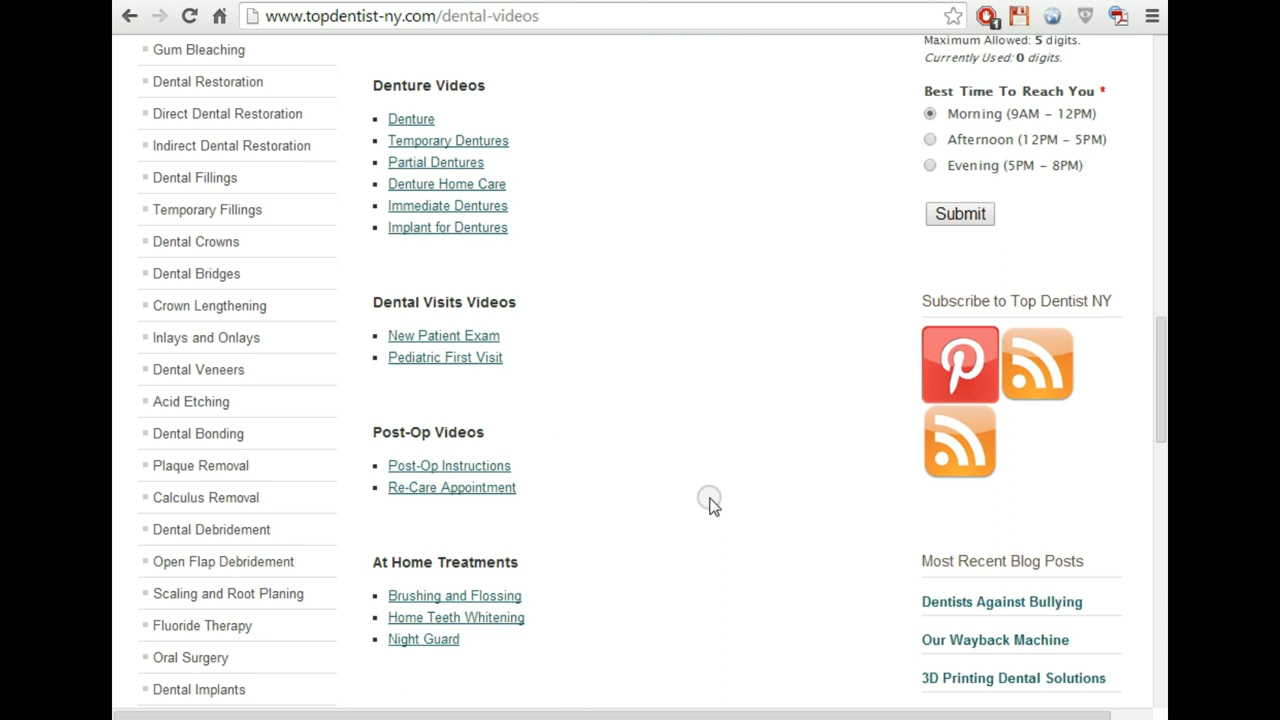 www.topdentist-ny.com/dental-videos
1
Gum Bleaching
Dental Restoration
Direct Dental Restoration
Indirect Dental Restoration
Dental Fillings
Temporary Fillings
Dental Crowns
Dental Bridges
Crown Lengthening
Inlays and Onlays
Dental Veneers
Acid Etching
Dental Bonding
Plaque Removal
Calculus Removal
Dental Debridement
Open Flap Debridement
Scaling and Root Planing
Fluoride Therapy
Oral Surgery
Dental Implants
Denture Videos
Denture
Temporary Dentures
Partial Dentures
Denture Home Care
Immediate Dentures
Implant for Dentures
Dental Visits Videos
New Patient Exam
Pediatric First Visit
Post-Op Videos
Post-Op Instructions
Re-Care Appointment
At Home Treatments
Brushing and Flossing
Home Teeth Whitening
Night Guard
Maximum Allowed: 5 digits.
Currently Used: 0 digits.
Best Time To Reach You *
Morning (9AM – 12PM)
Afternoon (12PM – 5PM)
Evening (5PM – 8PM)
Submit
Subscribe to Top Dentist NY
Most Recent Blog Posts
Dentists Against Bullying
Our Wayback Machine
3D Printing Dental Solutions